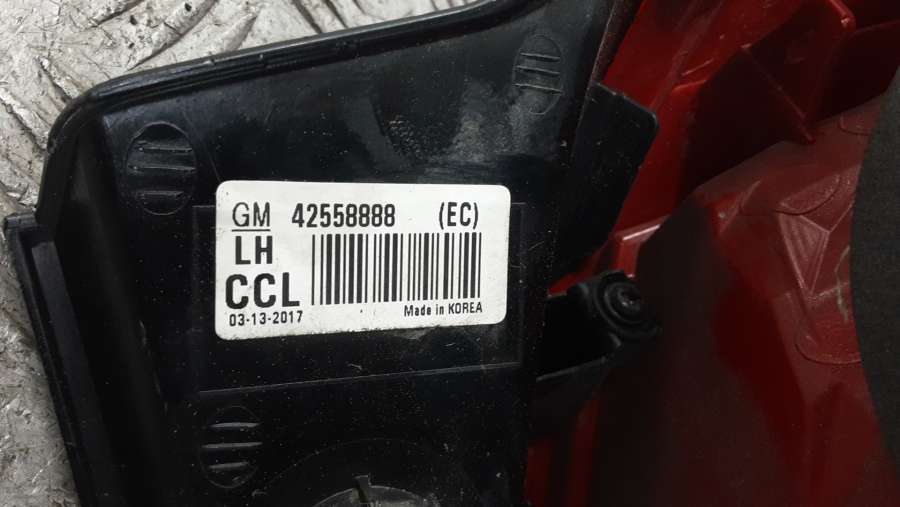 GM 42558888 (EC)
LH
CCL
03-13-2017 Made in KOREA